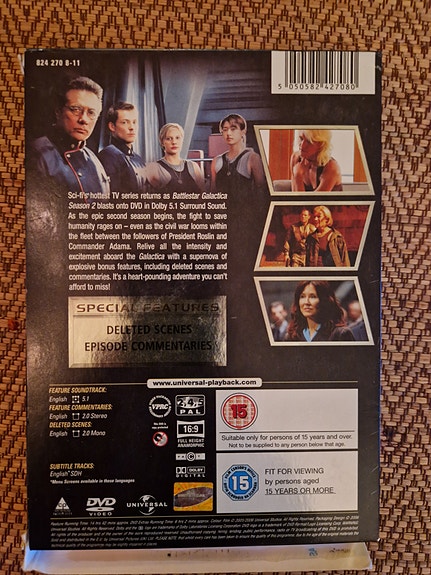 824 270 8-11
5 050582 427080
Sci-fi's hottest TV series returns as Battlestar Galactica
Season 2 blasts onto DVD in Dolby 5.1 Surround Sound.
As the epic second season begins, the fight to save
humanity rages on – even as the civil war looms within
the fleet between the followers of President Roslin and
Commander Adama. Relive all the intensity and
excitement aboard the Galactica with a supernova of
explosive bonus features, including deleted scenes and
commentaries. It's a heart-pounding adventure you can't
afford to miss!
SPECIAL FEATURES
DELETED SCENES
EPISODE COMMENTARIES
www.universal-playback.com
FEATURE SOUNDTRACK:
English 5.1
FEATURE COMMENTARIES:
English 2.0 Stereo
DELETED SCENES:
English 2.0 Mono
SUBTITLE TRACKS:
English SDH
*Menu Screens available in these languages
VPRC
PAL
16:9
FULL HEIGHT
ANAMORPHIC
DOLBY
DIGITAL
15
Suitable only for persons of 15 years and over.
Not to be supplied to any person below that age.
15
FIT FOR VIEWING
by persons aged
15 YEARS OR MORE
DVD
VIDEO
UNIVERSAL